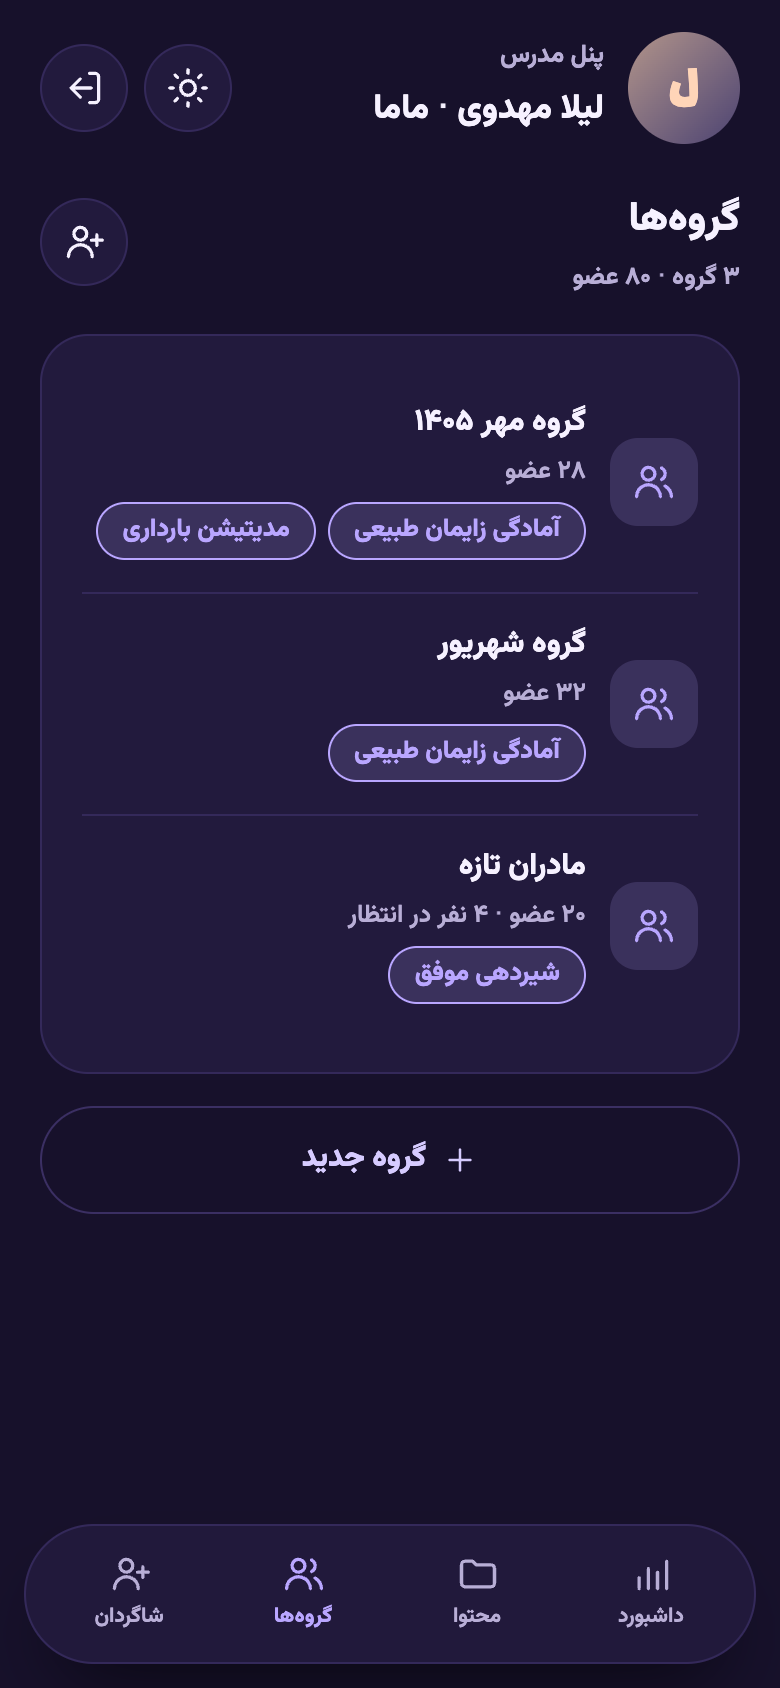 ل
پنل مدرس
لیلا مهدوی · ماما
گروه‌ها
۳ گروه · ۸۰ عضو
گروه مهر ۱۴۰۵
۲۸ عضو
آمادگی زایمان طبیعی
مدیتیشن بارداری
گروه شهریور
۳۲ عضو
آمادگی زایمان طبیعی
مادران تازه
۲۰ عضو · ۴ نفر در انتظار
شیردهی موفق
گروه جدید
داشبورد
محتوا
گروه‌ها
شاگردان